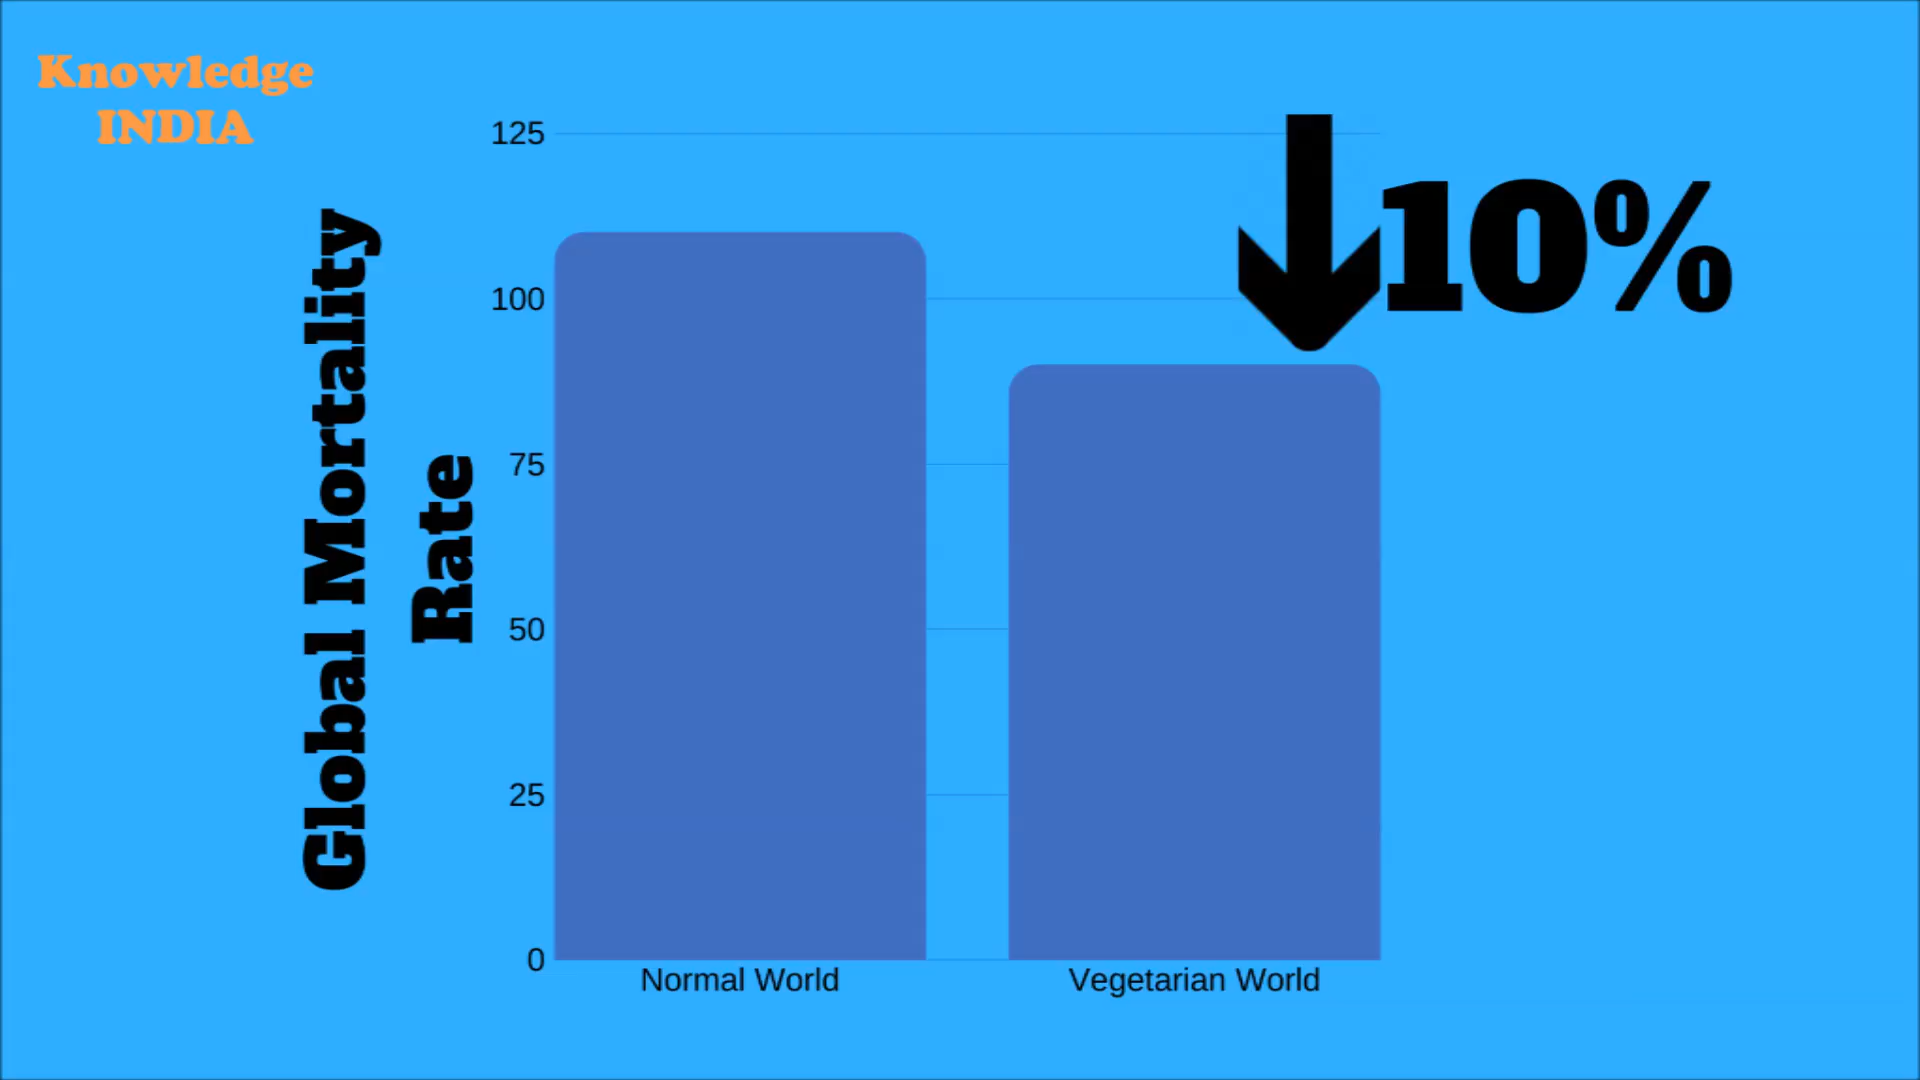 Knowledge
INDIA
Global Mortality
Rate
125
100
75
50
25
0
10%
Normal World
Vegetarian World